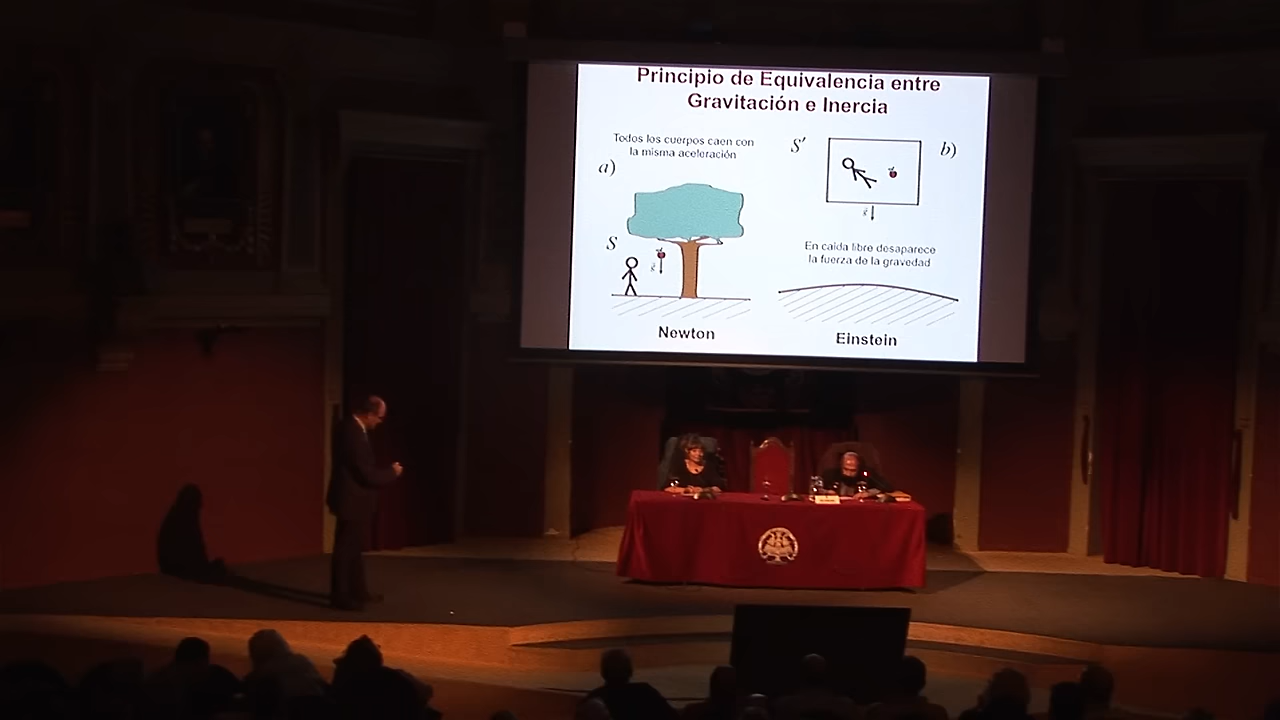 Principio de Equivalencia entre
Gravitación e Inercia
Todos los cuerpos caen con
la misma aceleración
a)
S
g
Newton
S′
b)
g
En caída libre desaparece
la fuerza de la gravedad
Einstein